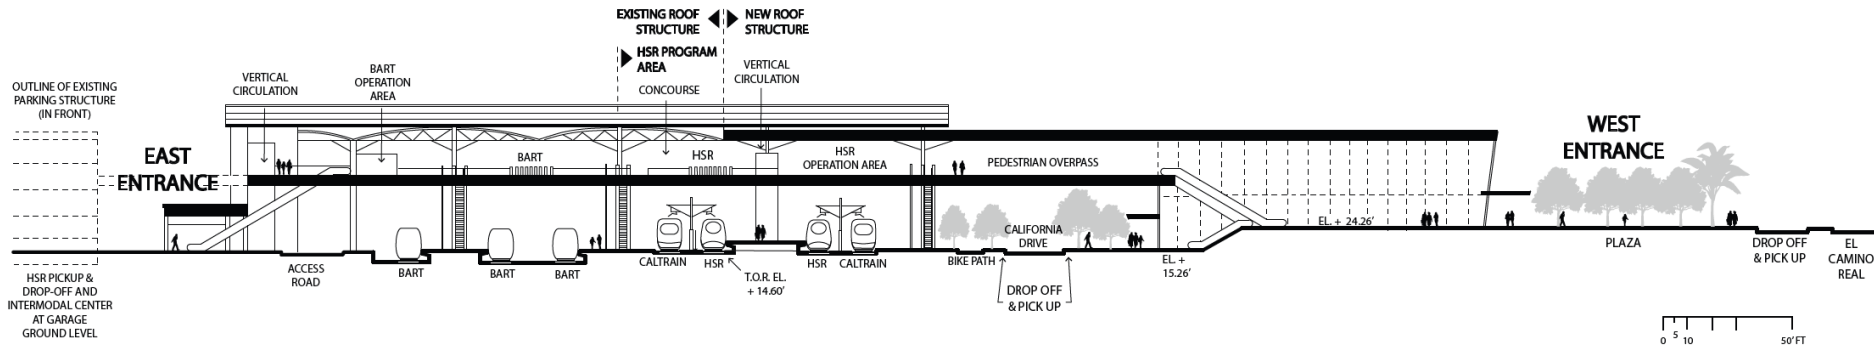 EXISTING ROOF
STRUCTURE
NEW ROOF
STRUCTURE
HSR PROGRAM
AREA
OUTLINE OF EXISTING
PARKING STRUCTURE
(IN FRONT)
VERTICAL
CIRCULATION
BART
OPERATION
AREA
CONCOURSE
VERTICAL
CIRCULATION
EAST
ENTRANCE
BART
HSR
HSR
OPERATION AREA
PEDESTRIAN OVERPASS
WEST
ENTRANCE
EL. + 24.26'
CALIFORNIA
DRIVE
PLAZA
DROP OFF
& PICK UP
EL
CAMINO
REAL
HSR PICKUP &
DROP-OFF AND
INTERMODAL CENTER
AT GARAGE
GROUND LEVEL
ACCESS
ROAD
BART
BART
BART
CALTRAIN
HSR
T.O.R. EL.
+ 14.60'
HSR
CALTRAIN
BIKE PATH
DROP OFF
& PICK UP
EL. +
15.26'
0 5 10 50' FT